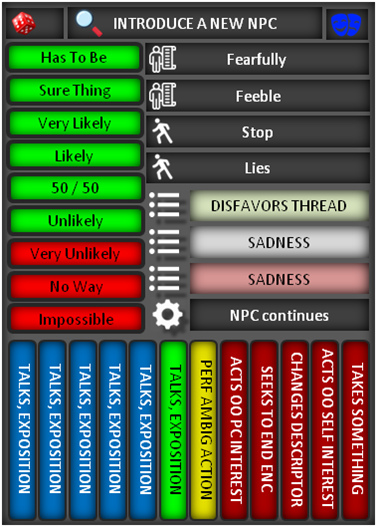 INTRODUCE A NEW NPC
Has To Be
Fearfully
Sure Thing
Feeble
Very Likely
Stop
Likely
Lies
50 / 50
DISFAVORS THREAD
Unlikely
SADNESS
Very Unlikely
SADNESS
No Way
Impossible
NPC continues
TALKS, EXPOSITION
TALKS, EXPOSITION
TALKS, EXPOSITION
TALKS, EXPOSITION
TALKS, EXPOSITION
TALKS, EXPOSITION
PERF AMBIG ACTION
ACTS OO PC INTEREST
SEEKS TO END ENC
CHANGES DESCRIPTOR
ACTS OO SELF INTEREST
TAKES SOMETHING